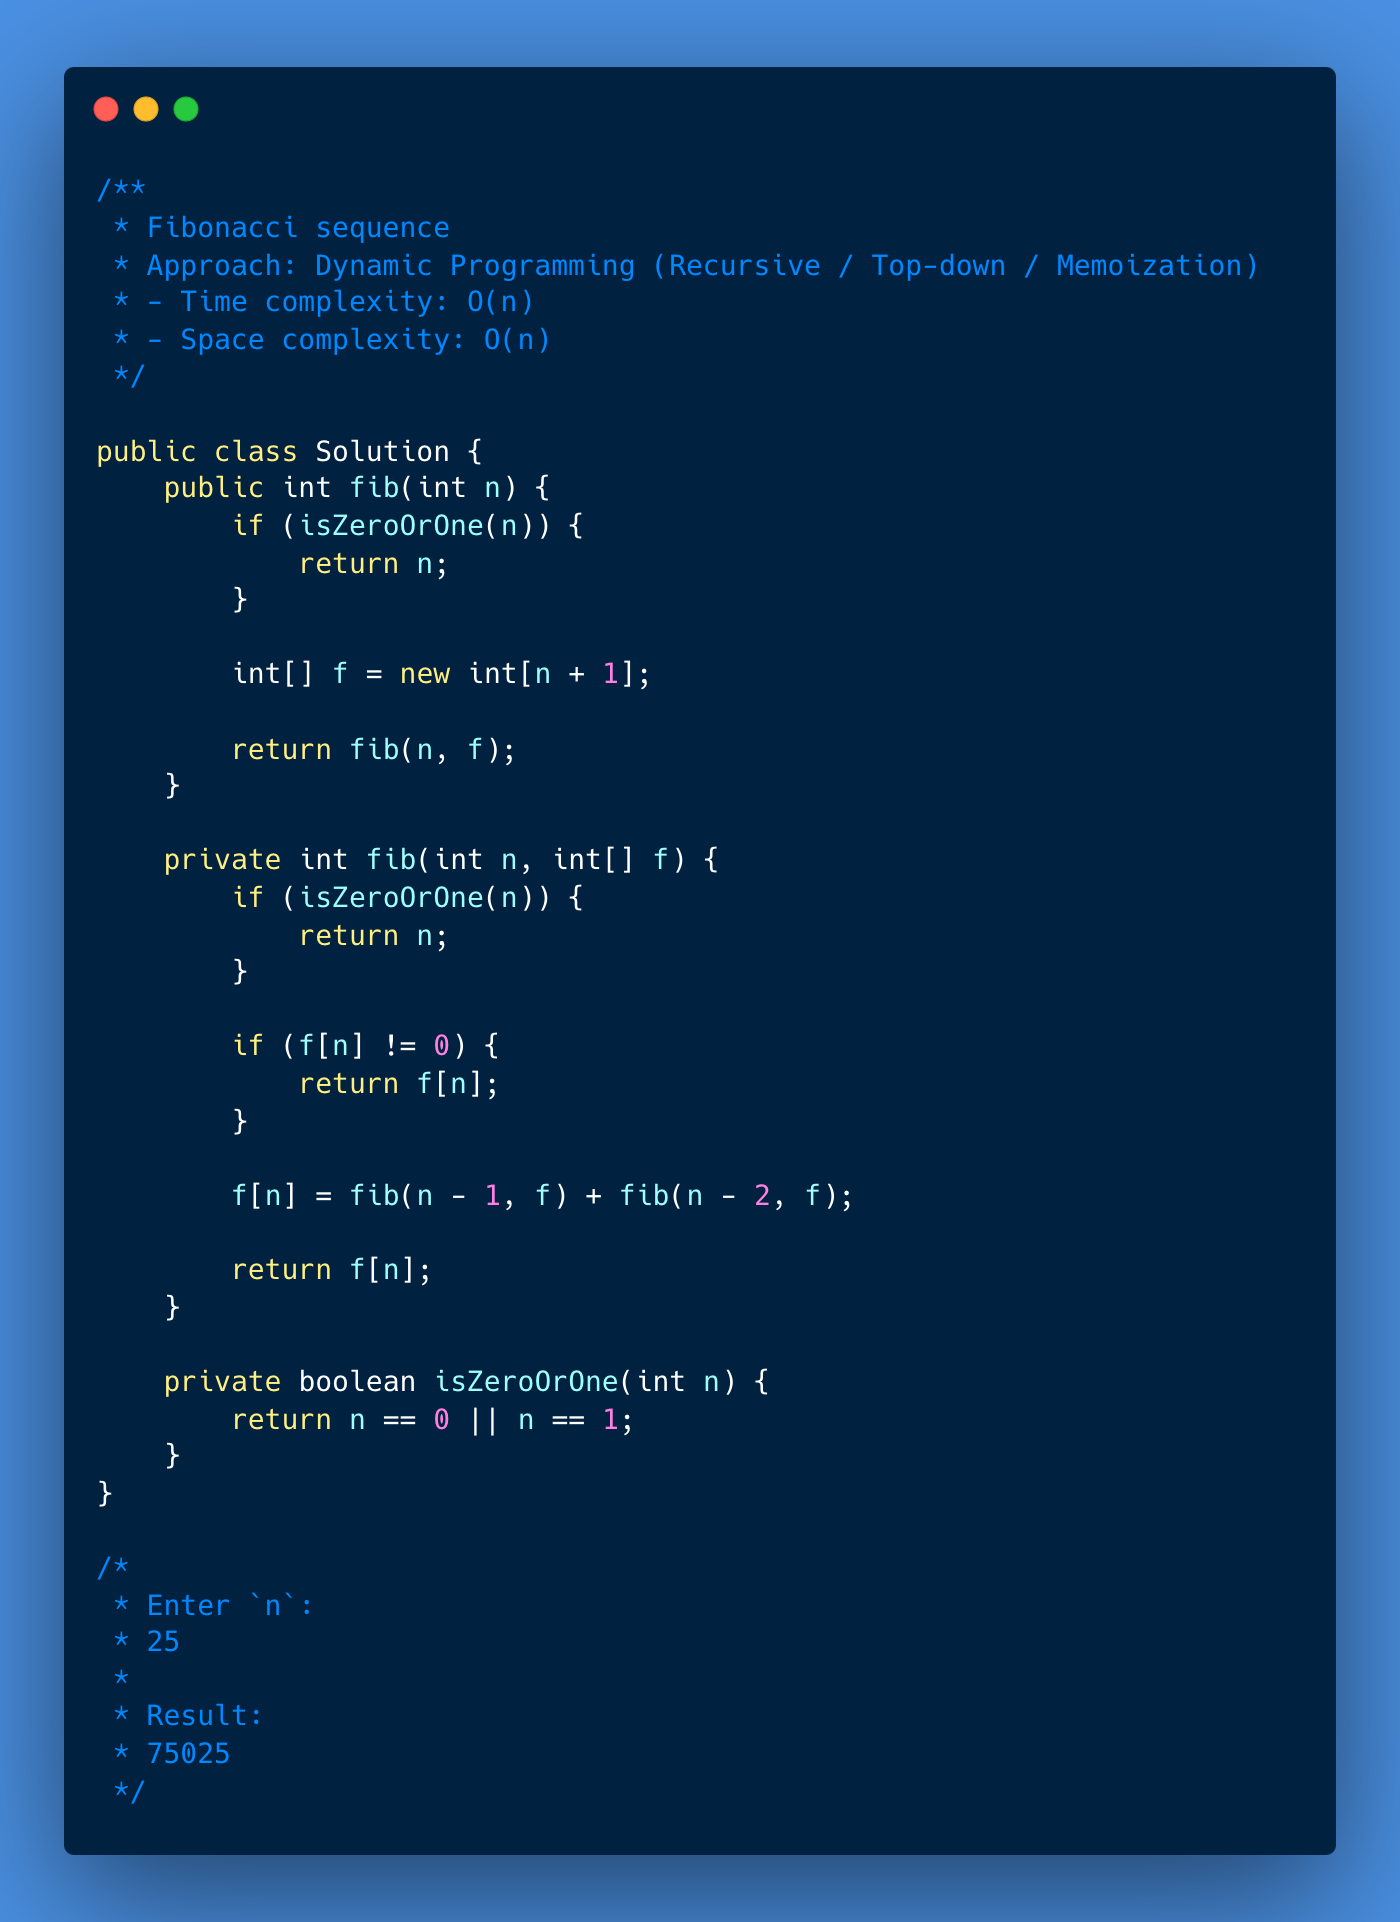 /**
 * Fibonacci sequence
 * Approach: Dynamic Programming (Recursive / Top-down / Memoization)
 * - Time complexity: O(n)
 * - Space complexity: O(n)
 */

public class Solution {
    public int fib(int n) {
        if (isZeroOrOne(n)) {
            return n;
        }

        int[] f = new int[n + 1];

        return fib(n, f);
    }

    private int fib(int n, int[] f) {
        if (isZeroOrOne(n)) {
            return n;
        }

        if (f[n] != 0) {
            return f[n];
        }

        f[n] = fib(n - 1, f) + fib(n - 2, f);

        return f[n];
    }

    private boolean isZeroOrOne(int n) {
        return n == 0 || n == 1;
    }
}

/*
 * Enter `n`:
 * 25
 *
 * Result:
 * 75025
 */